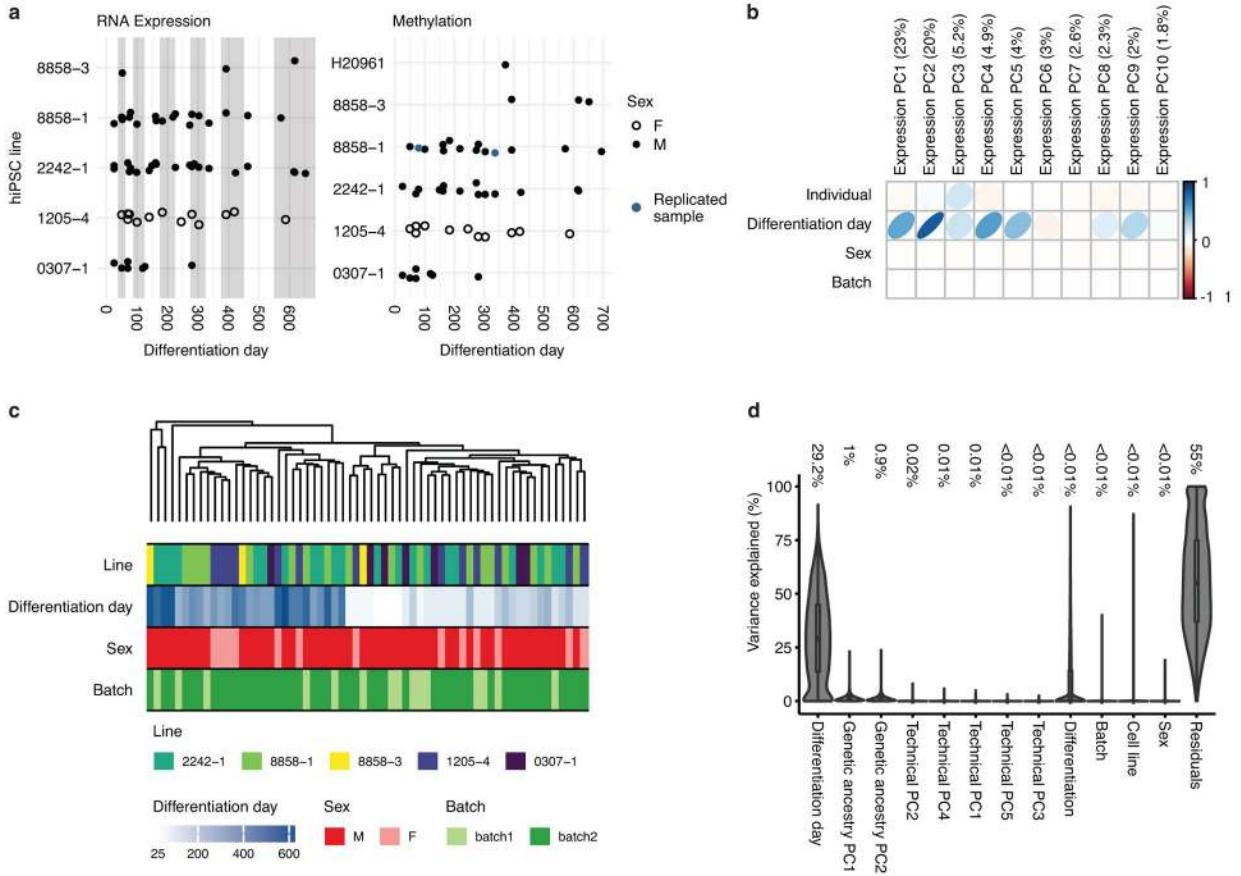 a
RNA Expression
hiPSC line
8858−3
8858−1
2242−1
1205−4
0307−1
0
100
200
300
400
500
600
Differentiation day
Methylation
H20961
8858−3
8858−1
2242−1
1205−4
0307−1
0
100
200
300
400
500
600
700
Differentiation day
Sex
F
M
Replicated
sample
b
Expression PC1 (23%)
Expression PC2 (20%)
Expression PC3 (5.2%)
Expression PC4 (4.9%)
Expression PC5 (4%)
Expression PC6 (3%)
Expression PC7 (2.6%)
Expression PC8 (2.3%)
Expression PC9 (2%)
Expression PC10 (1.8%)
Individual
Differentiation day
Sex
Batch
1
0
-1 1
c
Line
Differentiation day
Sex
Batch
Line
2242−1 8858−1 8858−3 1205−4 0307−1
Differentiation day
25 200 400 600
Sex
M F
Batch
batch1 batch2
d
29.2%
1%
0.9%
0.02%
0.01%
0.01%
<0.01%
<0.01%
<0.01%
<0.01%
<0.01%
<0.01%
55%
Variance explained (%)
100
75
50
25
0
Differentiation day
Genetic ancestry PC1
Genetic ancestry PC2
Technical PC2
Technical PC4
Technical PC1
Technical PC5
Technical PC3
Differentiation
Batch
Cell line
Sex
Residuals